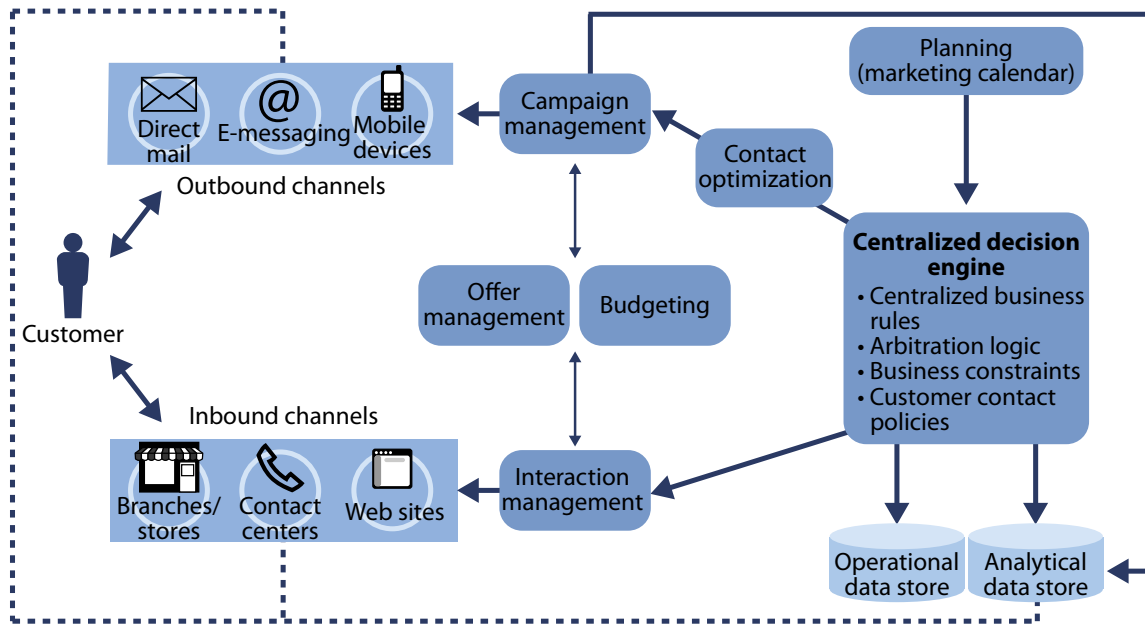 Planning
(marketing calendar)
Campaign
management
Direct
mail
@
E-messaging
Mobile
devices
Contact
optimization
Outbound channels
Centralized decision
engine
• Centralized business
rules
• Arbitration logic
• Business constraints
• Customer contact
policies
Offer
management
Budgeting
Customer
Inbound channels
Interaction
management
Branches/
stores
Contact
centers
Web sites
Operational
data store
Analytical
data store